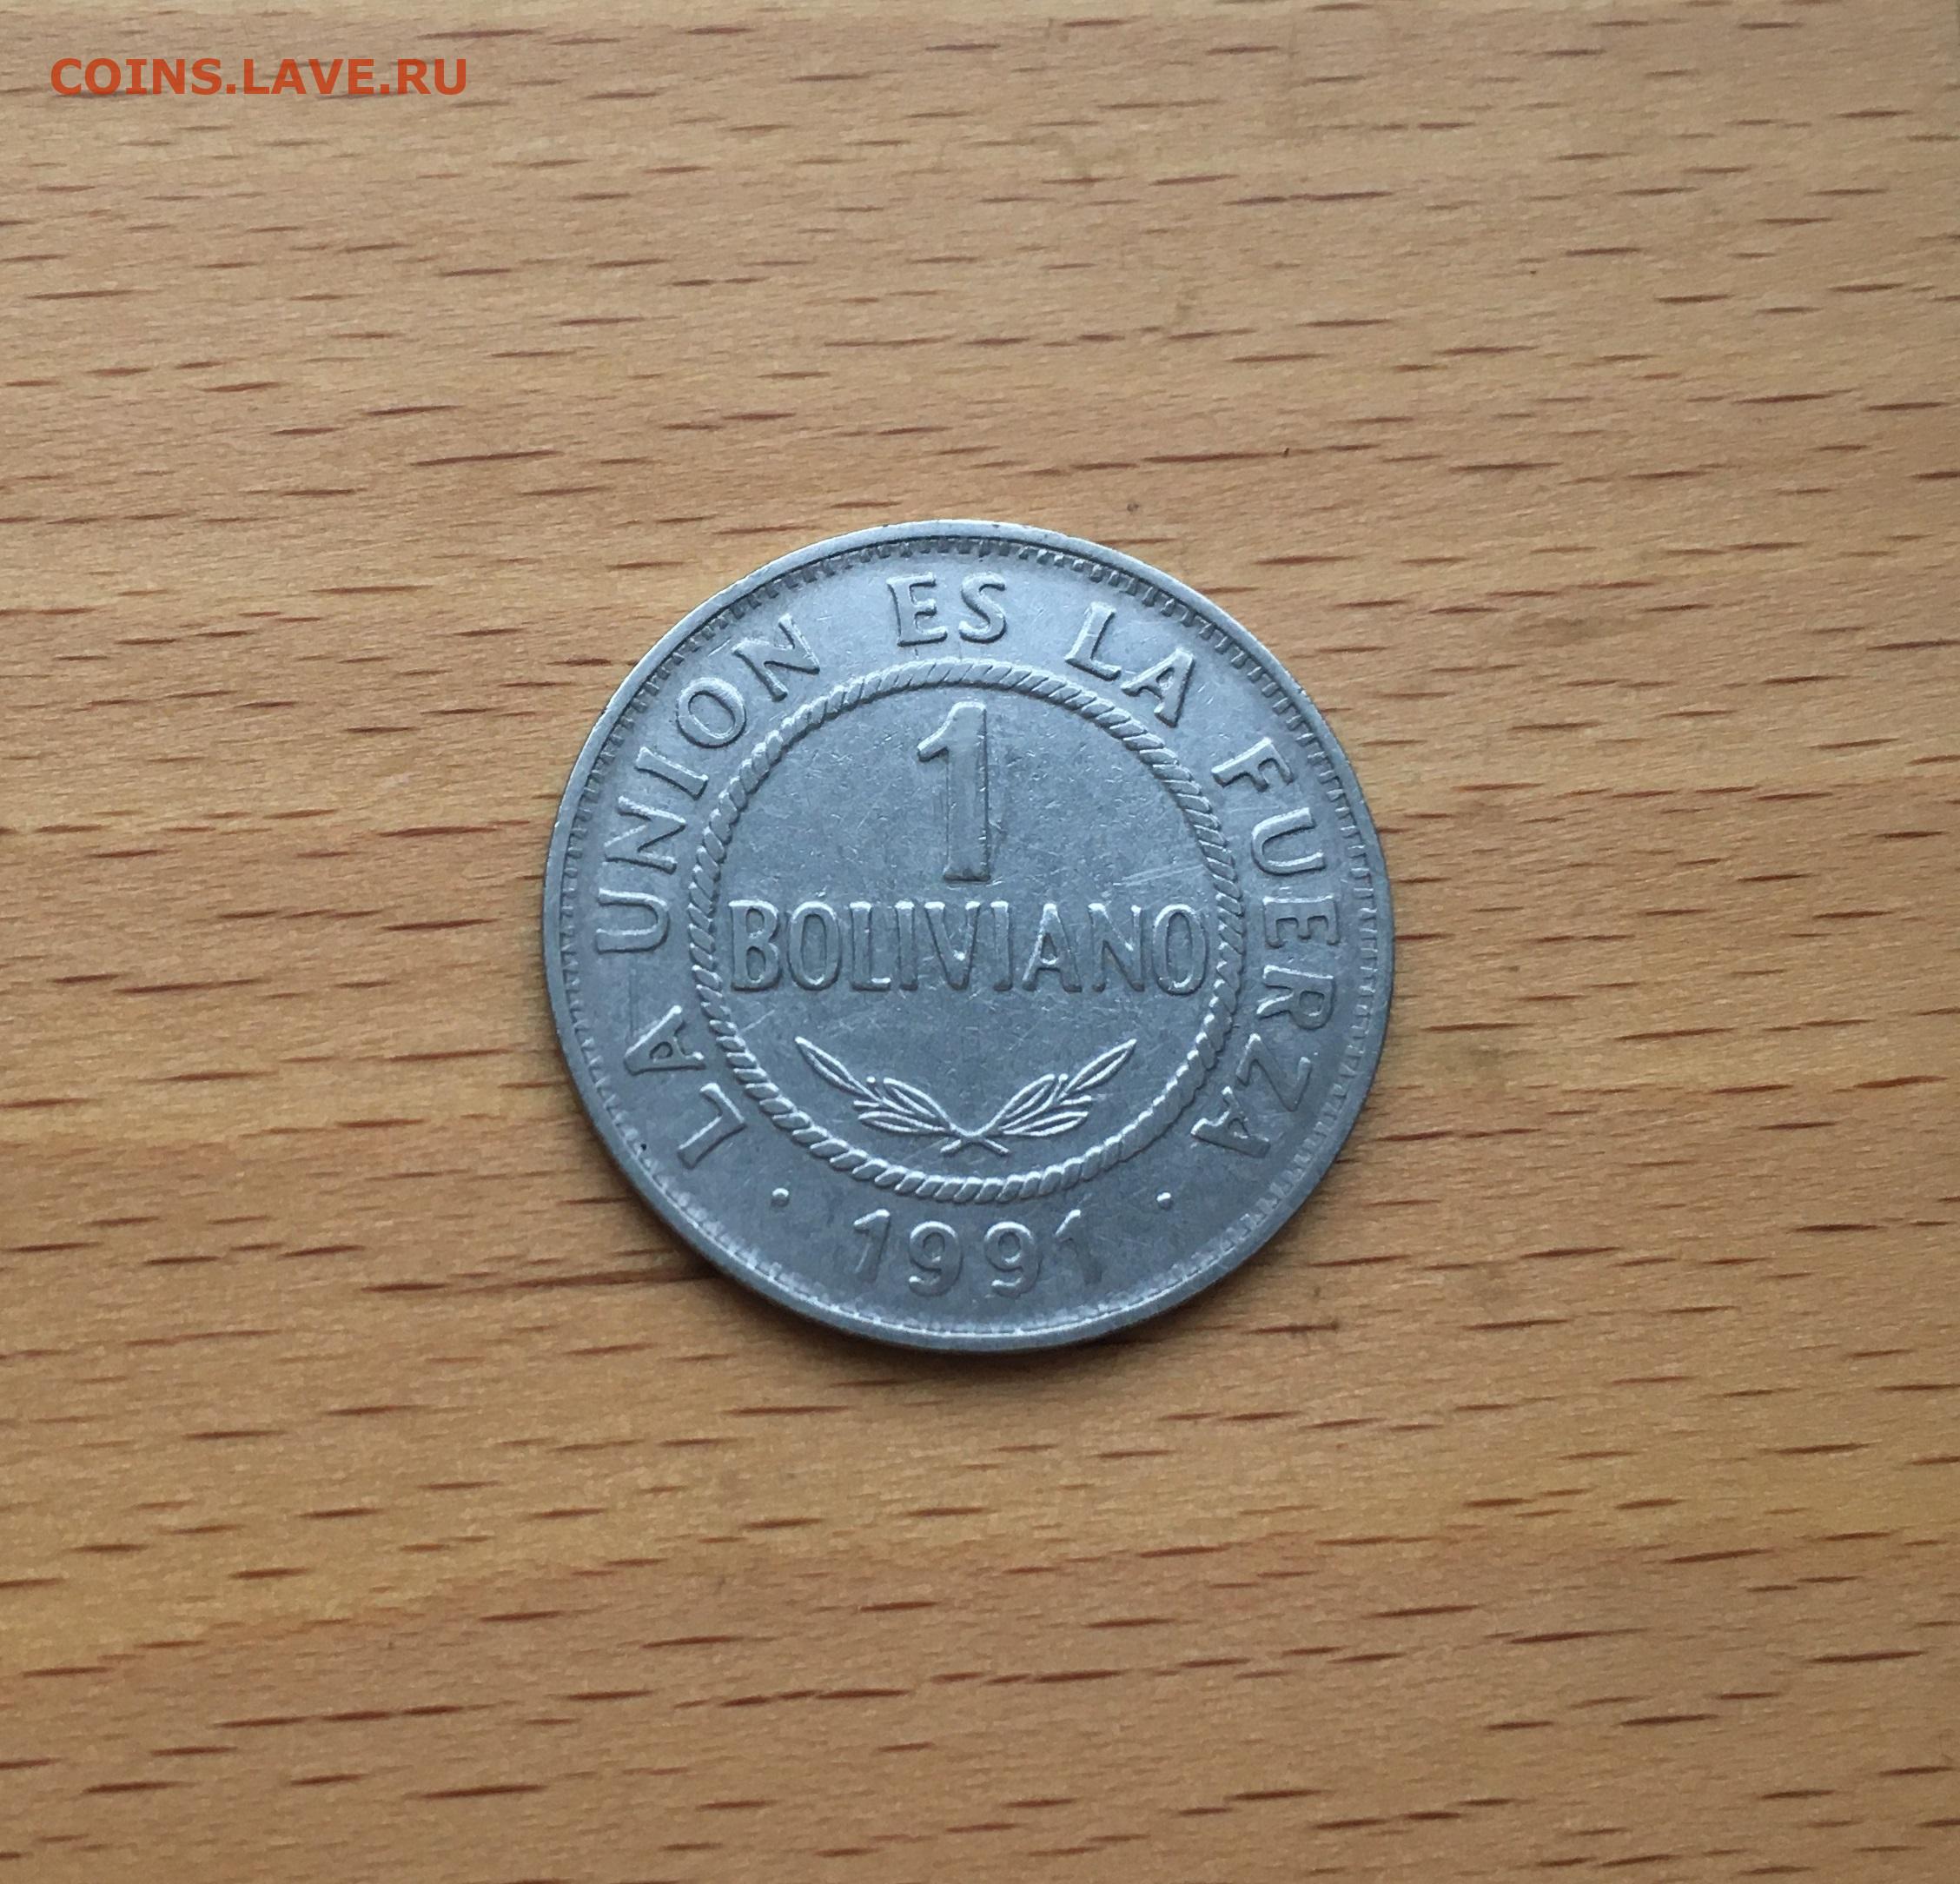 COINS.LAVE.RU
LA UNION ES LA FUERZA
1
BOLIVIANO
· 1991 ·